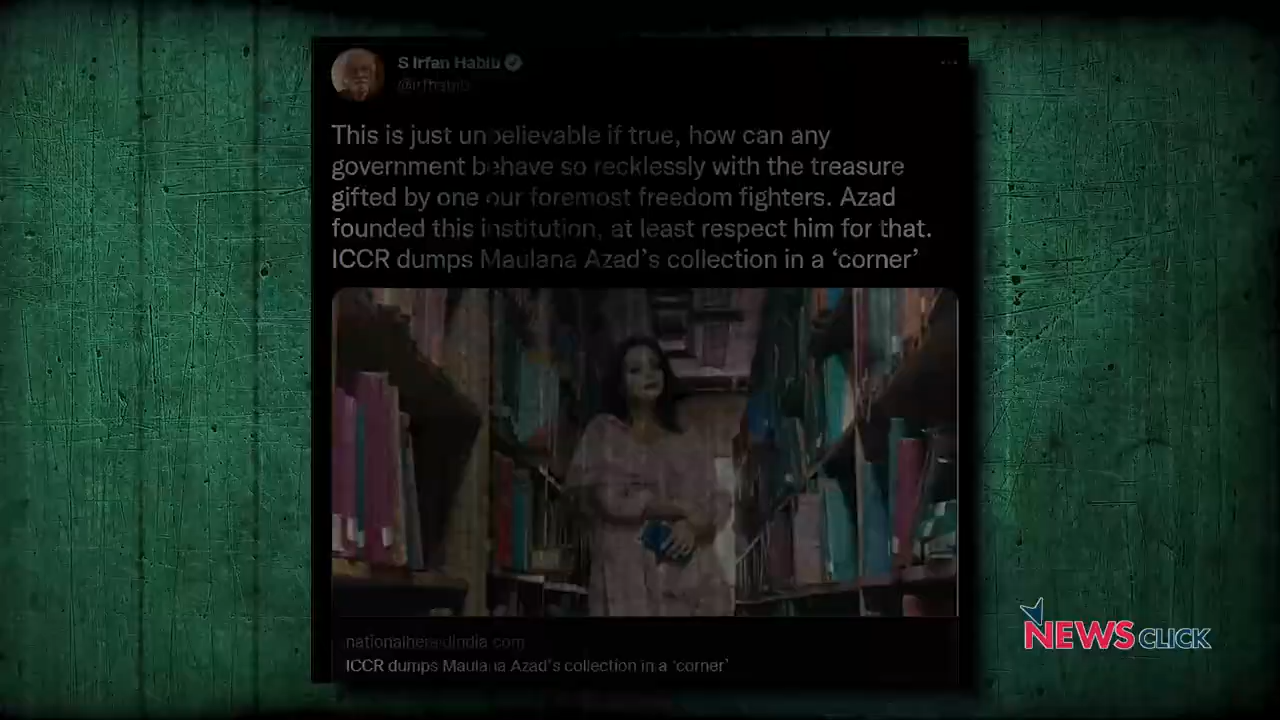 S Irfan Habib
@irfhabib
This is just unbelievable if true, how can any
government behave so recklessly with the treasure
gifted by one our foremost freedom fighters. Azad
founded this institution, at least respect him for that.
ICCR dumps Maulana Azad's collection in a ‘corner’
nationalheraldindia.com
ICCR dumps Maulana Azad's collection in a ‘corner’
NEWSCLICK